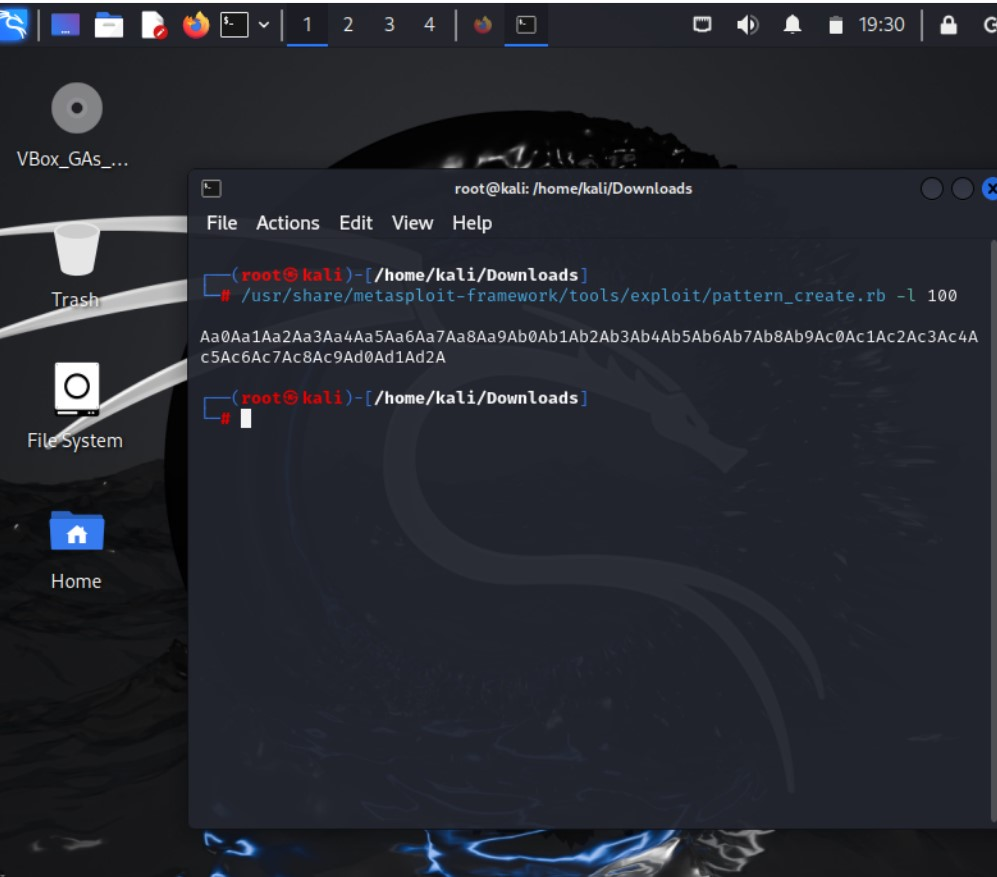 1 2 3 4
19:30
VBox_GAs_...
Trash
File System
Home
root@kali: /home/kali/Downloads
File Actions Edit View Help
┌──(root㉿kali)-[/home/kali/Downloads]
└─# /usr/share/metasploit-framework/tools/exploit/pattern_create.rb -l 100
Aa0Aa1Aa2Aa3Aa4Aa5Aa6Aa7Aa8Aa9Ab0Ab1Ab2Ab3Ab4Ab5Ab6Ab7Ab8Ab9Ac0Ac1Ac2Ac3Ac4A
c5Ac6Ac7Ac8Ac9Ad0Ad1Ad2A
┌──(root㉿kali)-[/home/kali/Downloads]
└─#